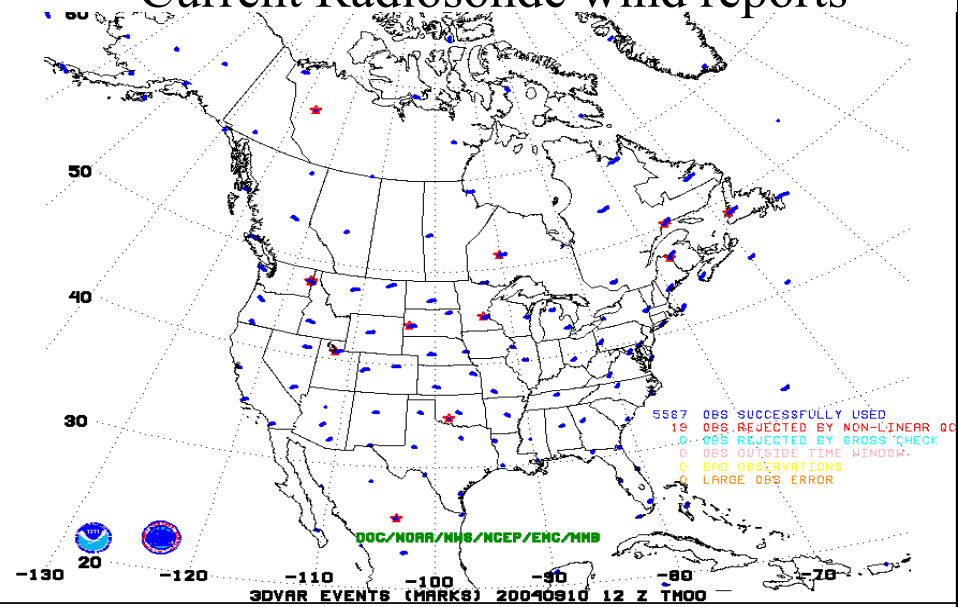 Current Radiosonde wind reports
60
50
40
30
20
5587 OBS SUCCESSFULLY USED
19 OBS REJECTED BY NON-LINEAR QC
0 OBS REJECTED BY GROSS CHECK
0 OBS OUTSIDE TIME WINDOW
0 BAD OBSERVATIONS
0 LARGE OBS ERROR
DOC/NOAA/NWS/NCEP/EMC/MMB
-130 -120 -110 -100 -90 -80 -70
3DVAR EVENTS (MARKS) 20040910 12 Z TM00